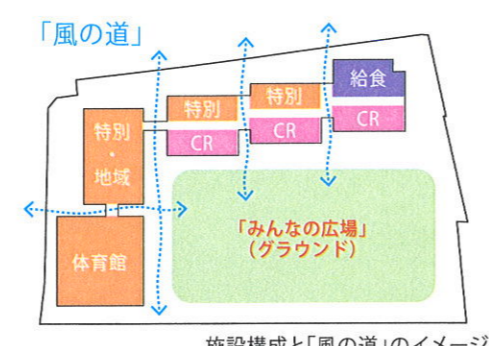 「風の道」
給食
特別
特別
特別
・
地域
CR
CR
CR
「みんなの広場」
(グラウンド)
体育館
施設構成と「風の道」のイメージ